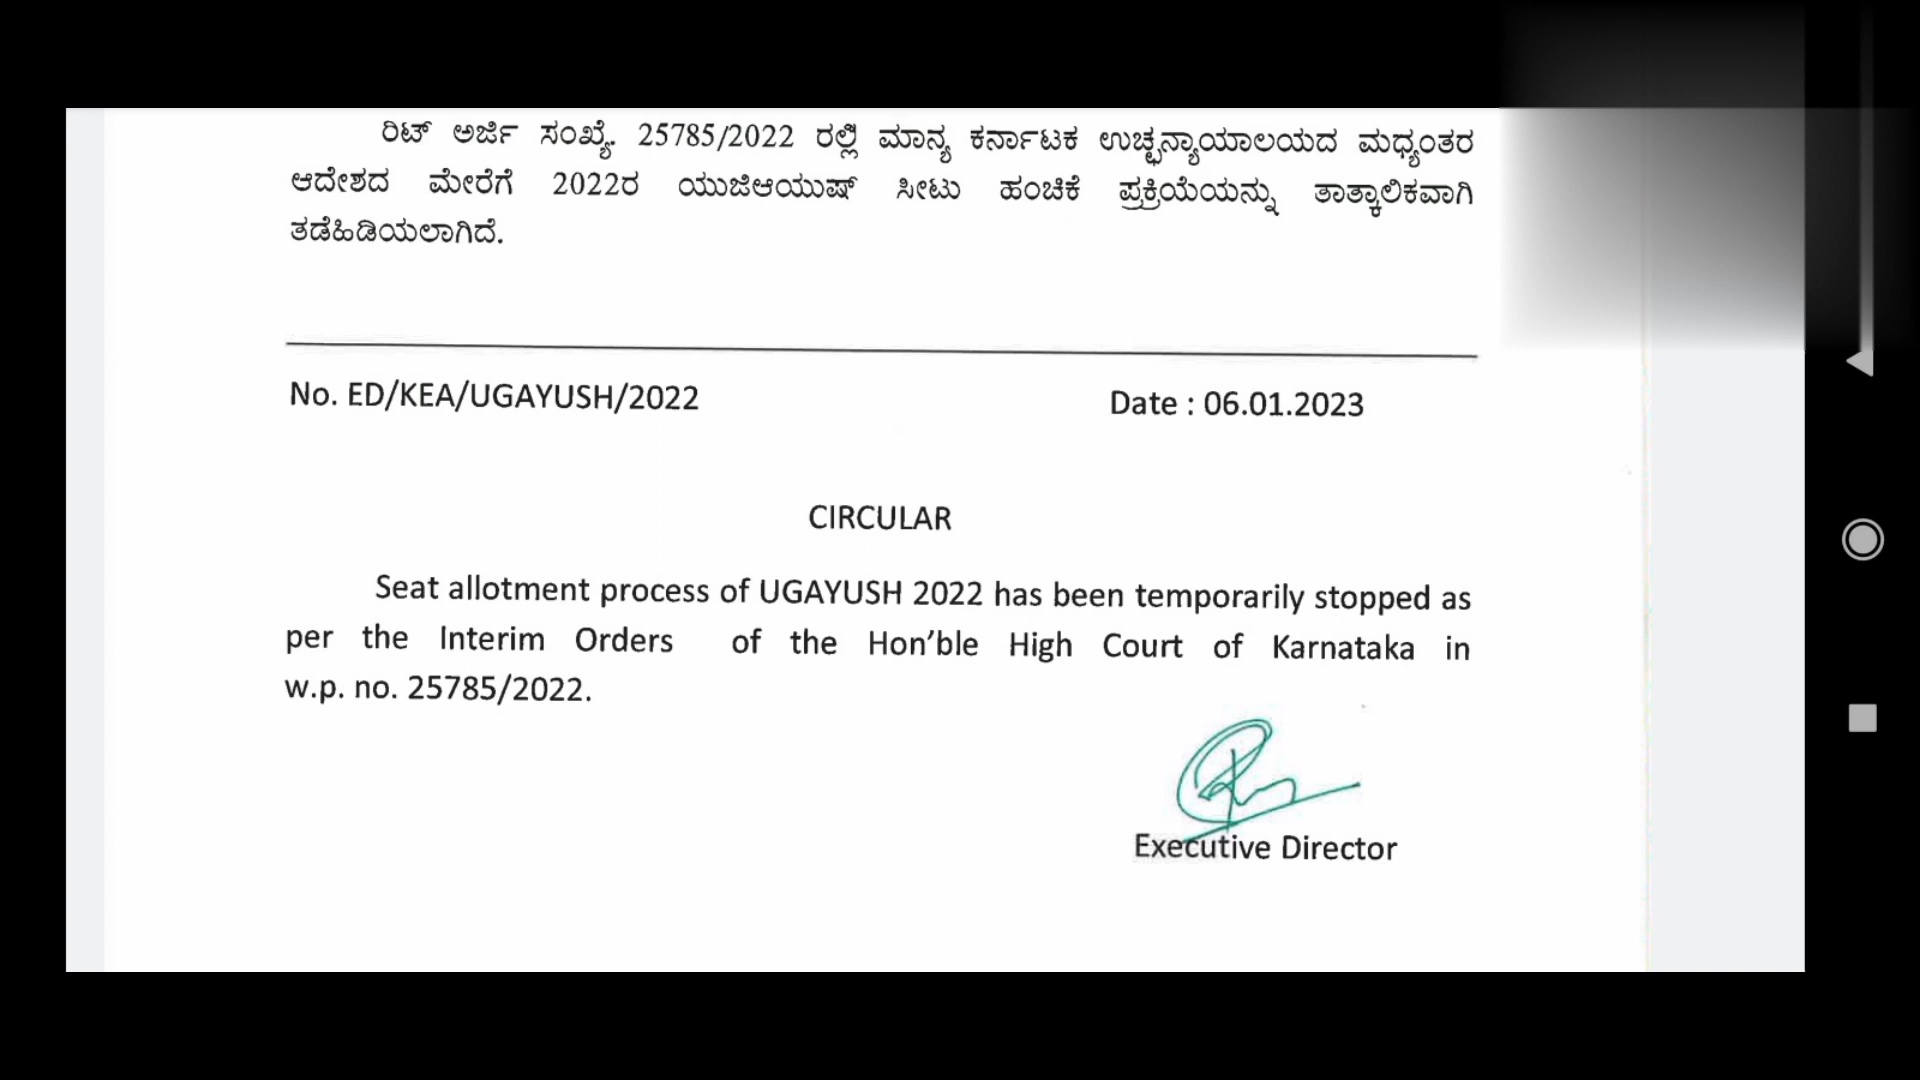 ರಿಟ್ ಅರ್ಜಿ ಸಂಖ್ಯೆ. 25785/2022 ರಲ್ಲಿ ಮಾನ್ಯ ಕರ್ನಾಟಕ ಉಚ್ಛನ್ಯಾಯಾಲಯದ ಮಧ್ಯಂತರ
ಆದೇಶದ ಮೇರೆಗೆ 2022ರ ಯುಜಿಆಯುಷ್ ಸೀಟು ಹಂಚಿಕೆ ಪ್ರಕ್ರಿಯೆಯನ್ನು ತಾತ್ಕಾಲಿಕವಾಗಿ
ತಡೆಹಿಡಿಯಲಾಗಿದೆ.
No. ED/KEA/UGAYUSH/2022 Date : 06.01.2023
CIRCULAR
Seat allotment process of UGAYUSH 2022 has been temporarily stopped as
per the Interim Orders of the Hon'ble High Court of Karnataka in
w.p. no. 25785/2022.
Executive Director